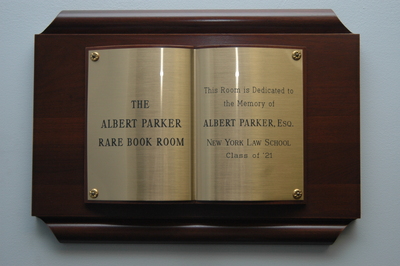 THE
ALBERT PARKER
RARE BOOK ROOM
This Room is Dedicated to
the Memory of
ALBERT PARKER, ESQ.
NEW YORK LAW SCHOOL
Class of '21